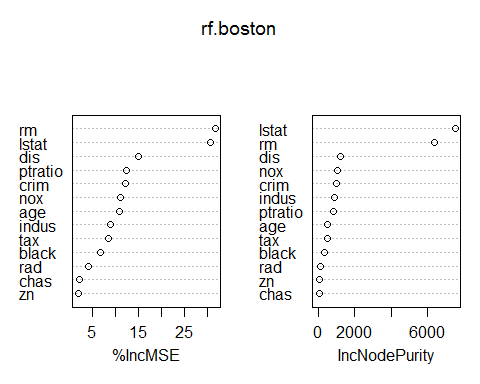 rf.boston
rm
lstat
dis
ptratio
crim
nox
age
indus
tax
black
rad
chas
zn
5 15 25
%IncMSE
lstat
rm
dis
nox
crim
indus
ptratio
age
tax
black
rad
zn
chas
0 2000 6000
IncNodePurity